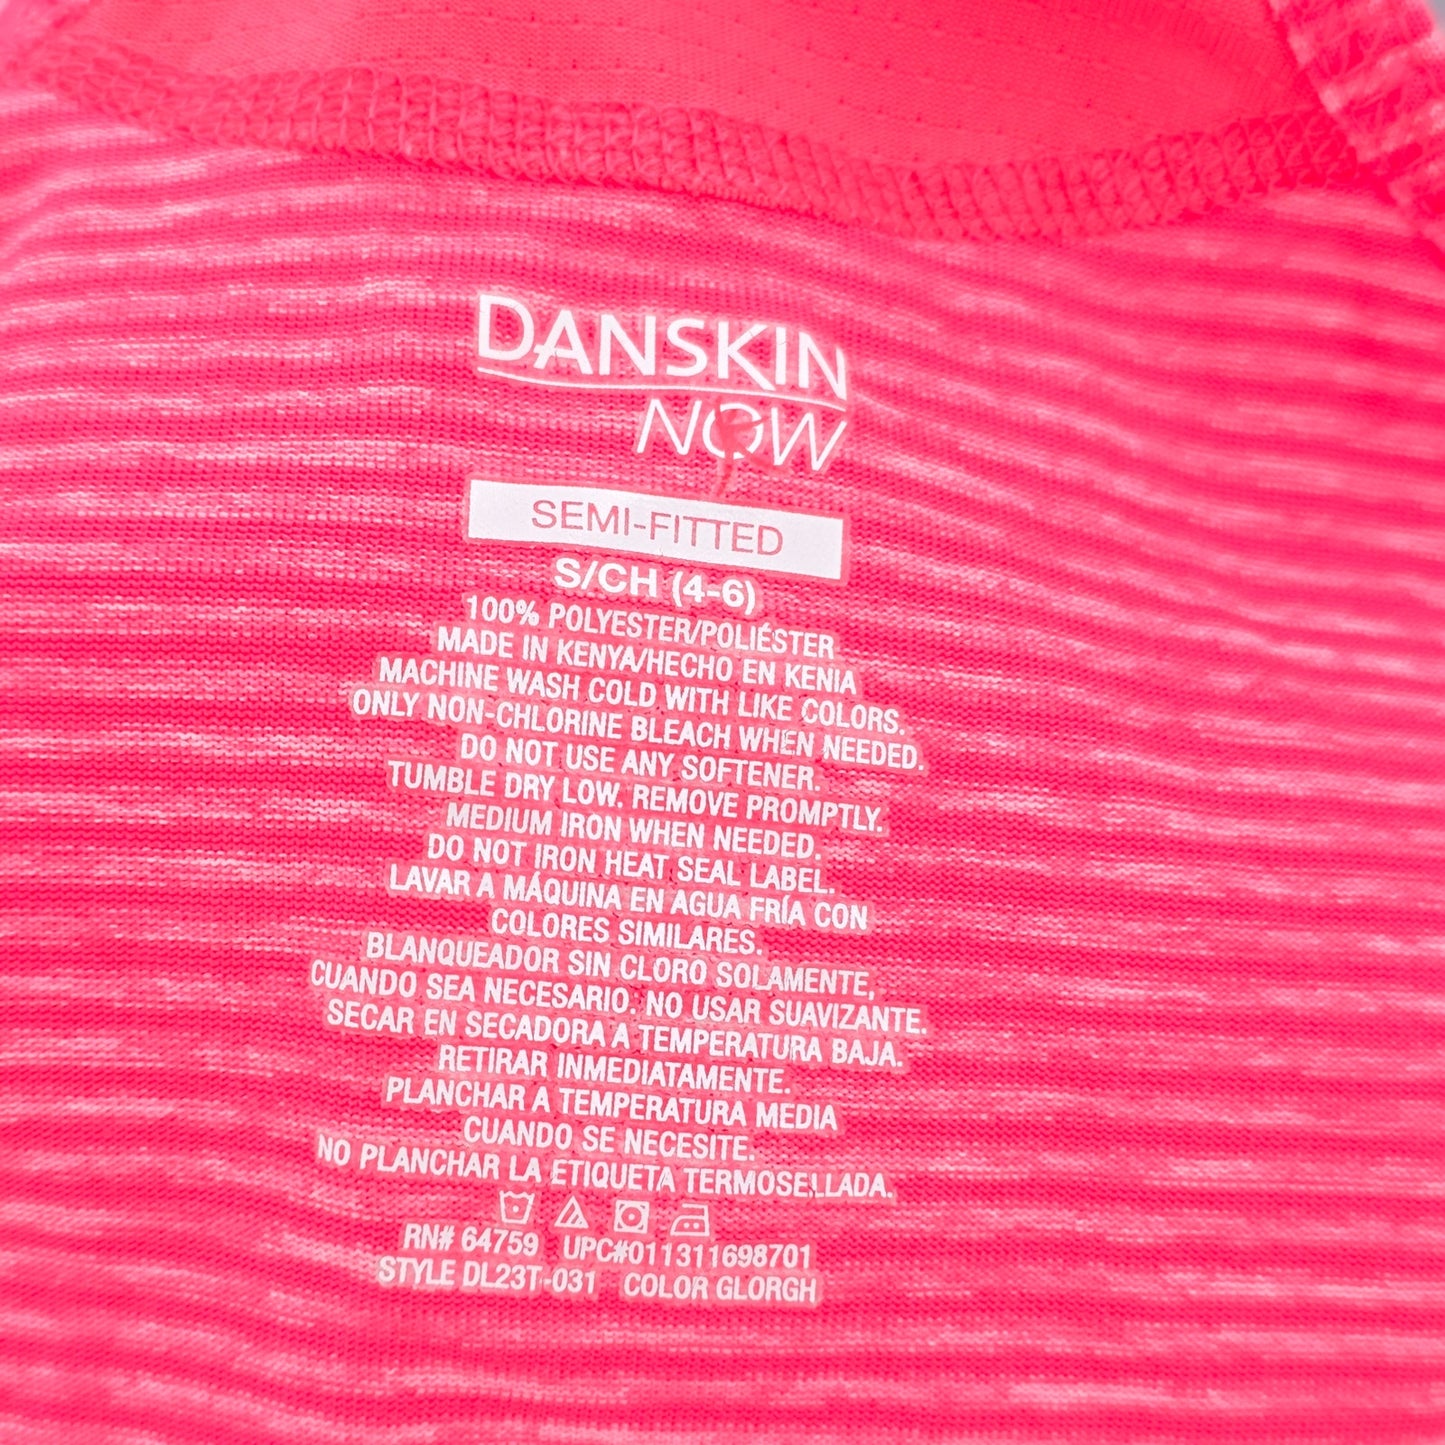 DANSKIN
NOW
SEMI-FITTED
S/CH (4-6)
100% POLYESTER/POLIÉSTER
MADE IN KENYA/HECHO EN KENIA
MACHINE WASH COLD WITH LIKE COLORS.
ONLY NON-CHLORINE BLEACH WHEN NEEDED.
DO NOT USE ANY SOFTENER.
TUMBLE DRY LOW. REMOVE PROMPTLY.
MEDIUM IRON WHEN NEEDED.
DO NOT IRON HEAT SEAL LABEL.
LAVAR A MÁQUINA EN AGUA FRÍA CON
COLORES SIMILARES.
BLANQUEADOR SIN CLORO SOLAMENTE,
CUANDO SEA NECESARIO. NO USAR SUAVIZANTE.
SECAR EN SECADORA A TEMPERATURA BAJA.
RETIRAR INMEDIATAMENTE.
PLANCHAR A TEMPERATURA MEDIA
CUANDO SE NECESITE.
NO PLANCHAR LA ETIQUETA TERMOSELLADA.
RN# 64759 UPC#011311698701
STYLE DL23T-031 COLOR GLORGH